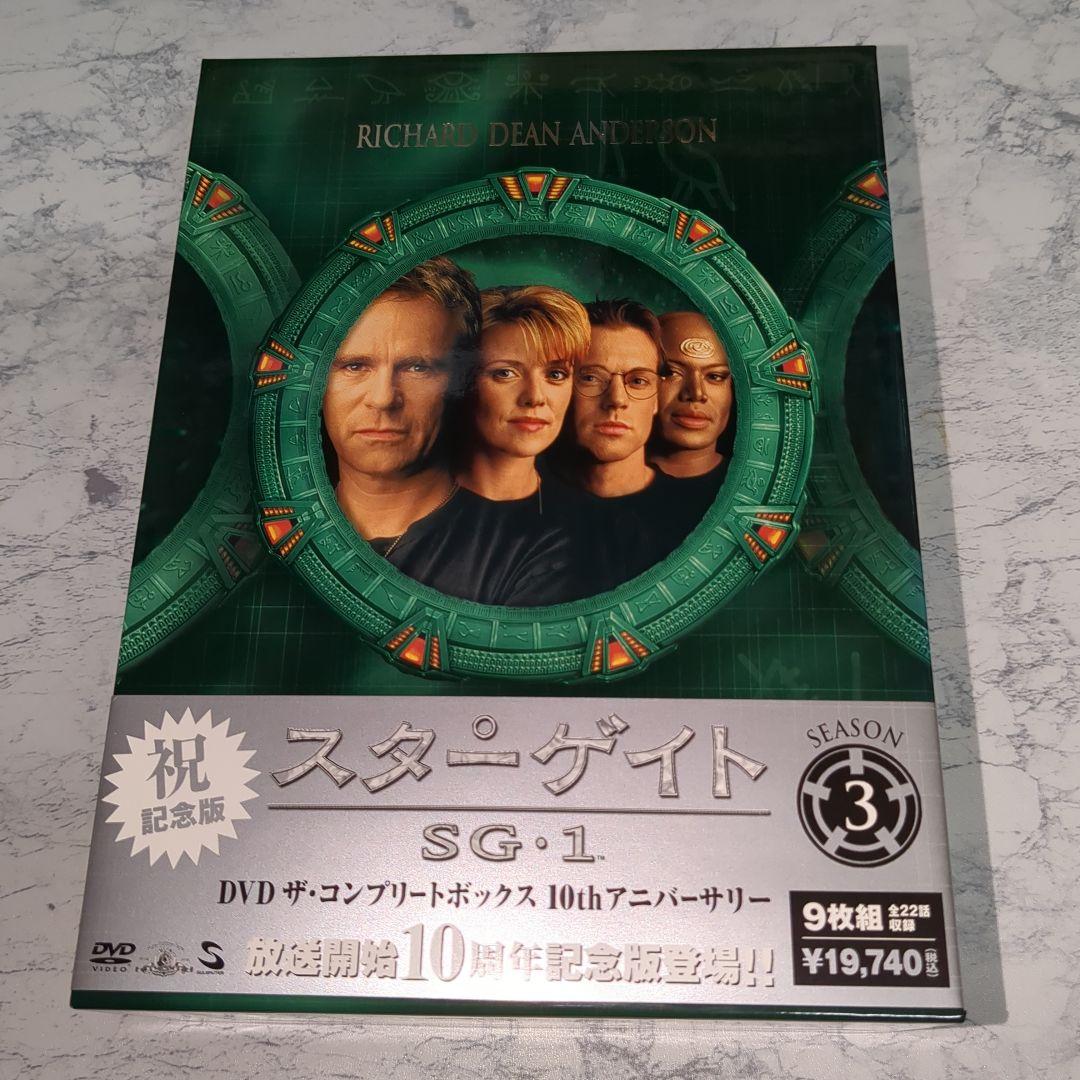 RICHARD DEAN ANDERSON
祝
記念版
スターゲイト
SG・1™
SEASON
3
DVD ザ・コンプリートボックス 10thアニバーサリー
放送開始10周年記念版登場!!
9枚組 全22話
収録
¥19,740(税込)
DVD
VIDEO